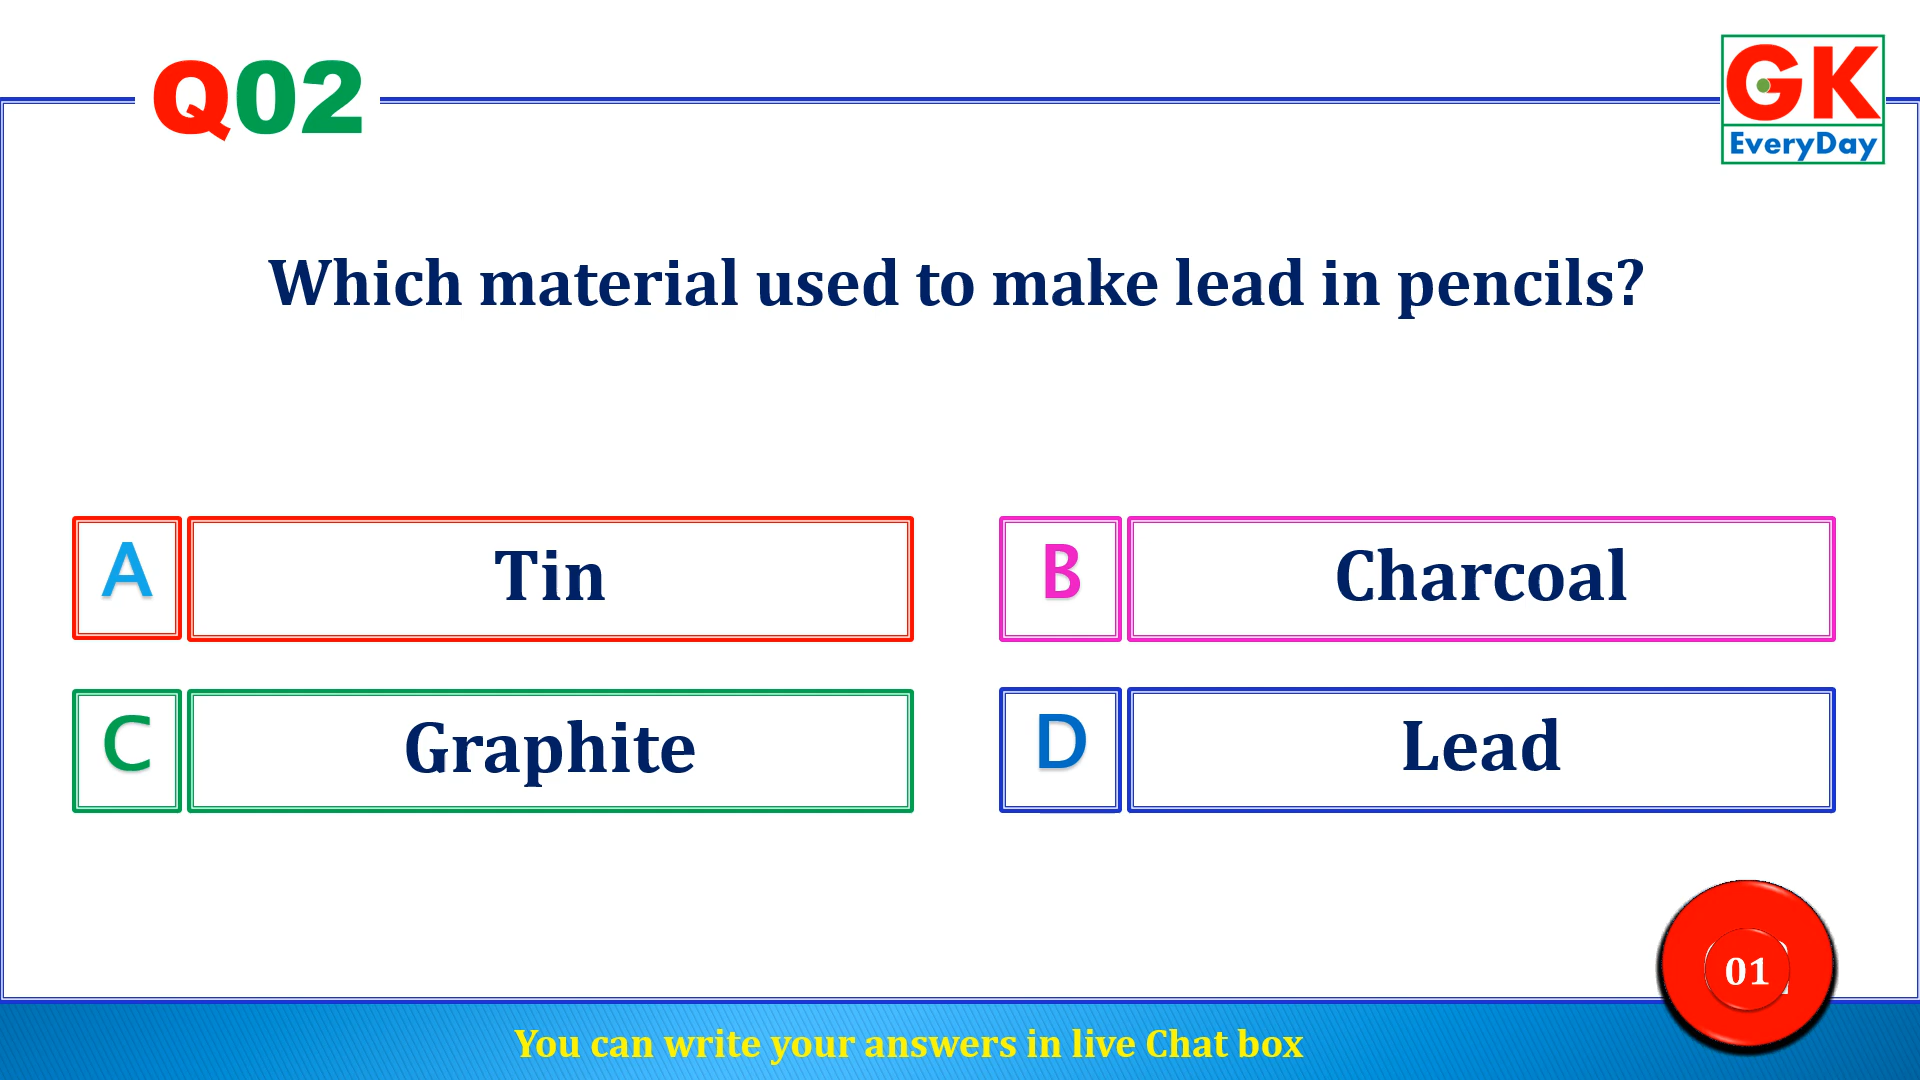 Q02
GK
EveryDay
Which material used to make lead in pencils?
A Tin
B Charcoal
C Graphite
D Lead
01
You can write your answers in live Chat box